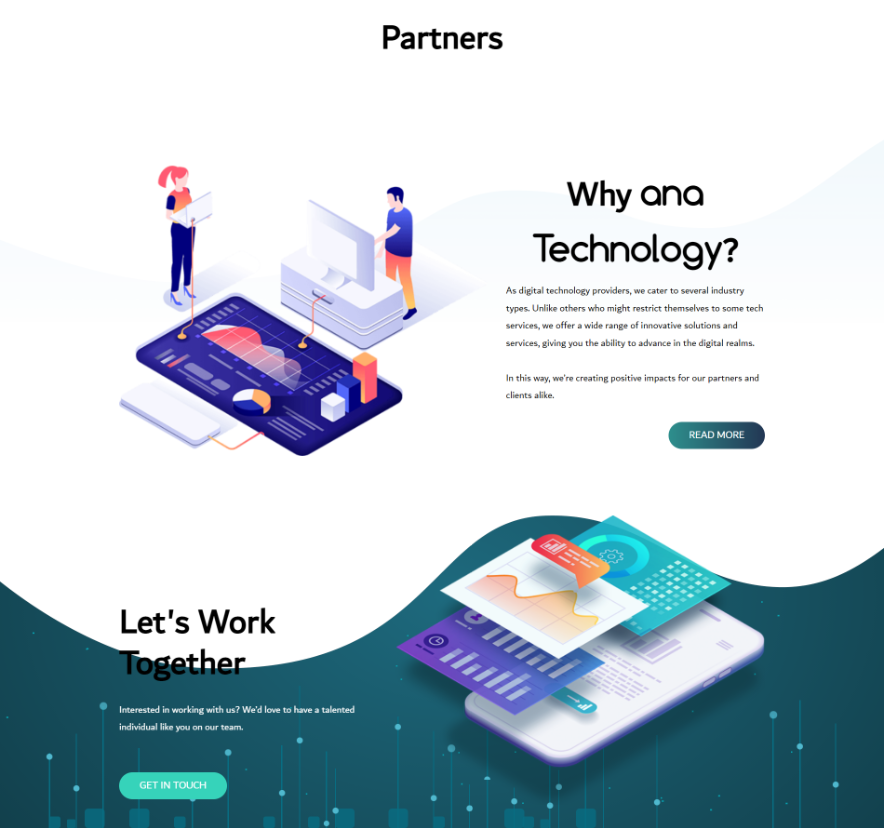 Partners
Why ana
Technology?
As digital technology providers, we cater to several industry
types. Unlike others who might restrict themselves to some tech
services, we offer a wide range of innovative solutions and
services, giving you the ability to advance in the digital realms.
In this way, we're creating positive impacts for our partners and
clients alike.
READ MORE
Let's Work
Together
Interested in working with us? We'd love to have a talented
individual like you on our team.
GET IN TOUCH